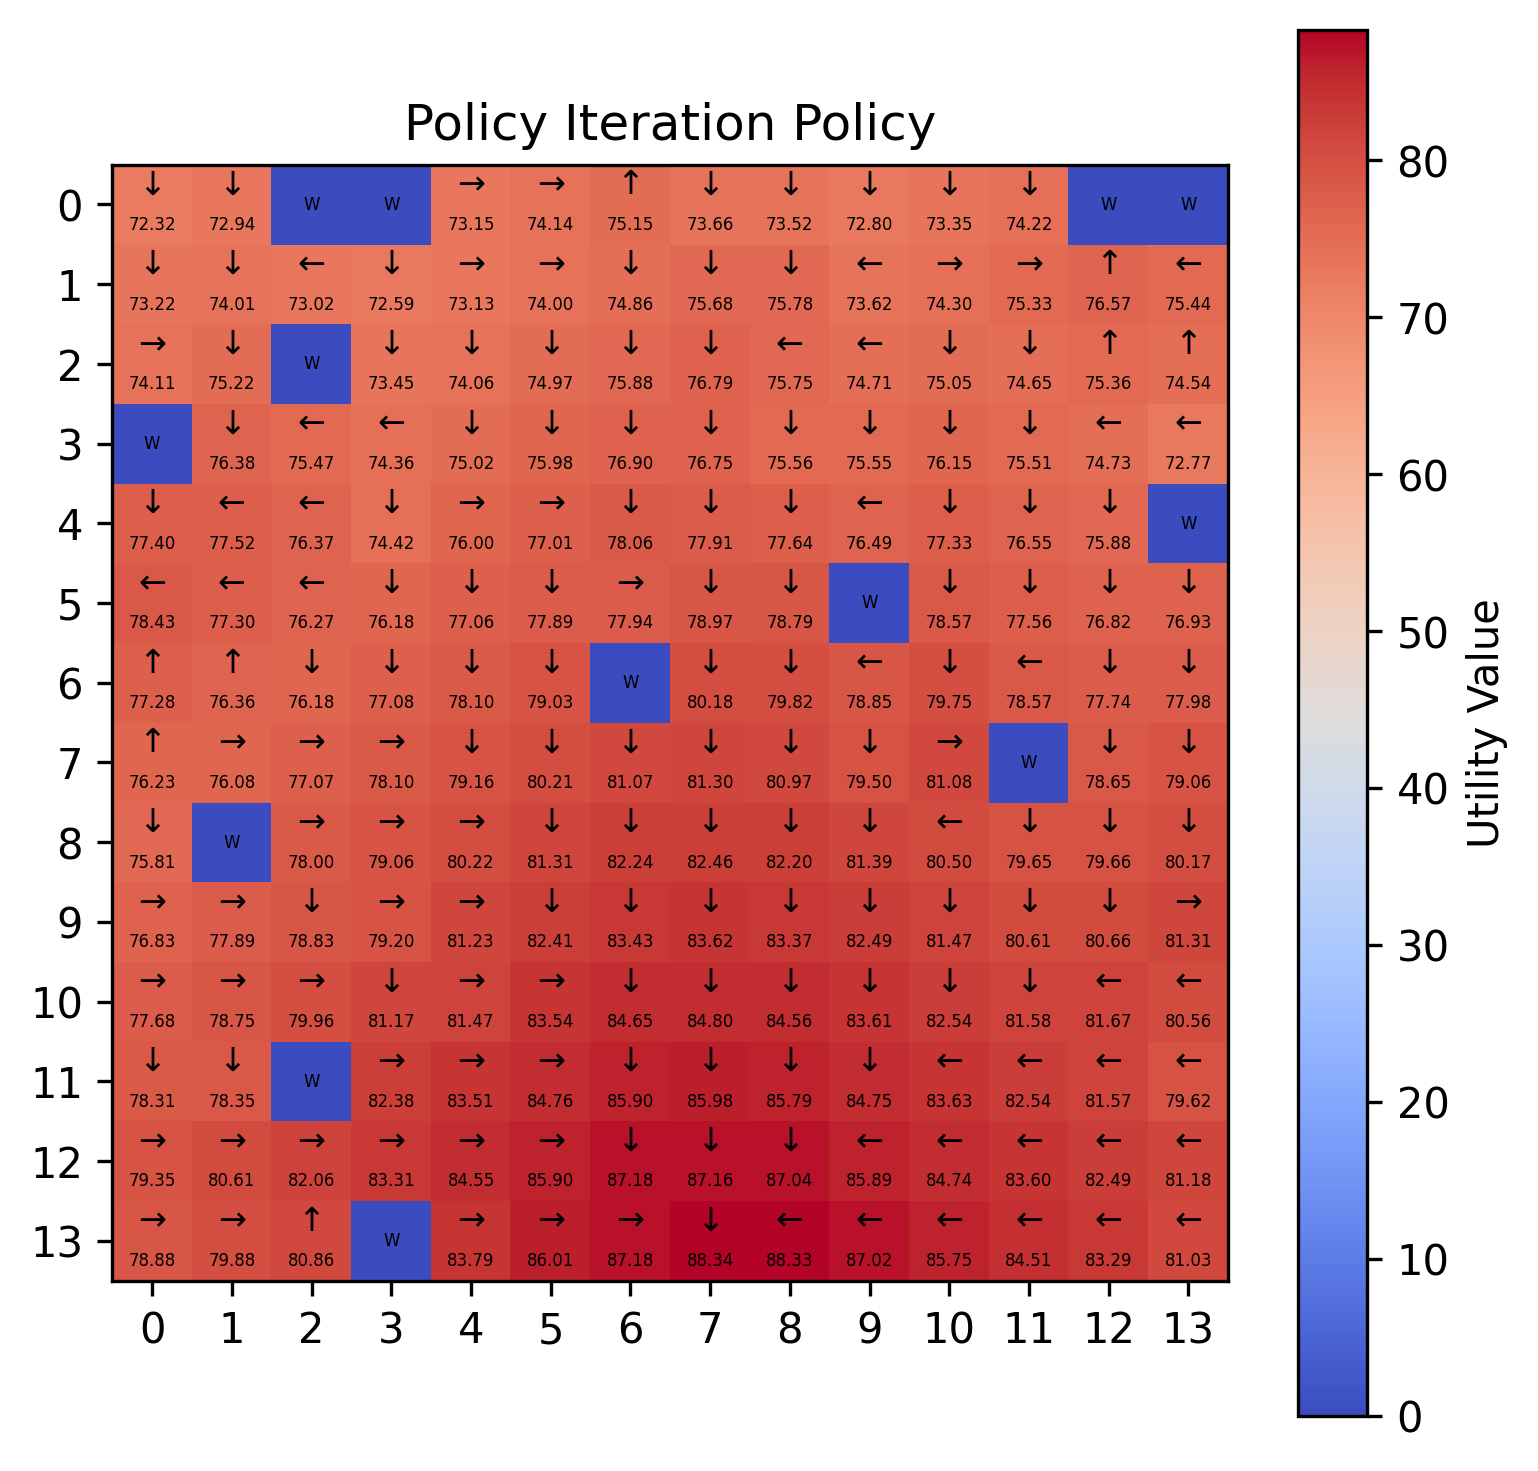 Policy Iteration Policy
0 ↓ ↓ W W → → ↑ ↓ ↓ ↓ ↓ ↓ W W
72.32 72.94 73.15 74.14 75.15 73.66 73.52 72.80 73.35 74.22
1 ↓ ↓ ← ↓ → → ↓ ↓ ↓ ← → → ↑ ←
73.22 74.01 73.02 72.59 73.13 74.00 74.86 75.68 75.78 73.62 74.30 75.33 76.57 75.44
2 → ↓ W ↓ ↓ ↓ ↓ ↓ ← ← ↓ ↓ ↑ ↑
74.11 75.22 73.45 74.06 74.97 75.88 76.79 75.75 74.71 75.05 74.65 75.36 74.54
3 W ↓ ← ← ↓ ↓ ↓ ↓ ↓ ↓ ↓ ↓ ← ←
76.38 75.47 74.36 75.02 75.98 76.90 76.75 75.56 75.55 76.15 75.51 74.73 72.77
4 ↓ ← ← ↓ → → ↓ ↓ ↓ ← ↓ ↓ ↓ W
77.40 77.52 76.37 74.42 76.00 77.01 78.06 77.91 77.64 76.49 77.33 76.55 75.88
5 ← ← ← ↓ ↓ ↓ → ↓ ↓ W ↓ ↓ ↓ ↓
78.43 77.30 76.27 76.18 77.06 77.89 77.94 78.97 78.79 78.57 77.56 76.82 76.93
6 ↑ ↑ ↓ ↓ ↓ ↓ W ↓ ↓ ← ↓ ← ↓ ↓
77.28 76.36 76.18 77.08 78.10 79.03 80.18 79.82 78.85 79.75 78.57 77.74 77.98
7 ↑ → → → ↓ ↓ ↓ ↓ ↓ ↓ → W ↓ ↓
76.23 76.08 77.07 78.10 79.16 80.21 81.07 81.30 80.97 79.50 81.08 78.65 79.06
8 ↓ W → → → ↓ ↓ ↓ ↓ ↓ ← ↓ ↓ ↓
75.81 78.00 79.06 80.22 81.31 82.24 82.46 82.20 81.39 80.50 79.65 79.66 80.17
9 → → ↓ → → ↓ ↓ ↓ ↓ ↓ ↓ ↓ ↓ →
76.83 77.89 78.83 79.20 81.23 82.41 83.43 83.62 83.37 82.49 81.47 80.61 80.66 81.31
10 → → → ↓ → → ↓ ↓ ↓ ↓ ↓ ↓ ← ←
77.68 78.75 79.96 81.17 81.47 83.54 84.65 84.80 84.56 83.61 82.54 81.58 81.67 80.56
11 ↓ ↓ W → → → ↓ ↓ ↓ ↓ ← ← ← ←
78.31 78.35 82.38 83.51 84.76 85.90 85.98 85.79 84.75 83.63 82.54 81.57 79.62
12 → → → → → → ↓ ↓ ↓ ← ← ← ← ←
79.35 80.61 82.06 83.31 84.55 85.90 87.18 87.16 87.04 85.89 84.74 83.60 82.49 81.18
13 → → ↑ W → → → ↓ ← ← ← ← ← ←
78.88 79.88 80.86 83.79 86.01 87.18 88.34 88.33 87.02 85.75 84.51 83.29 81.03
0 1 2 3 4 5 6 7 8 9 10 11 12 13
80
70
60
50
40
30
20
10
0
Utility Value